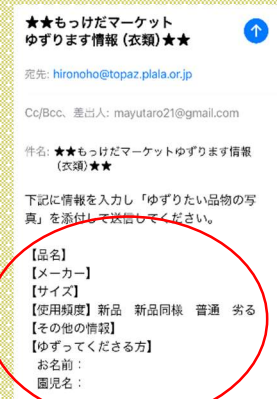 ★★もっけだマーケット
ゆずります情報（衣類）★★
宛先: hironoho@topaz.plala.or.jp
Cc/Bcc、差出人: mayutaro21@gmail.com
件名: ★★もっけだマーケットゆずります情報
（衣類）★★
下記に情報を入力し「ゆずりたい品物の写
真」を添付して送信してください。
【品名】
【メーカー】
【サイズ】
【使用頻度】新品　新品同様　普通　劣る
【その他の情報】
【ゆずってくださる方】
お名前：
園児名：